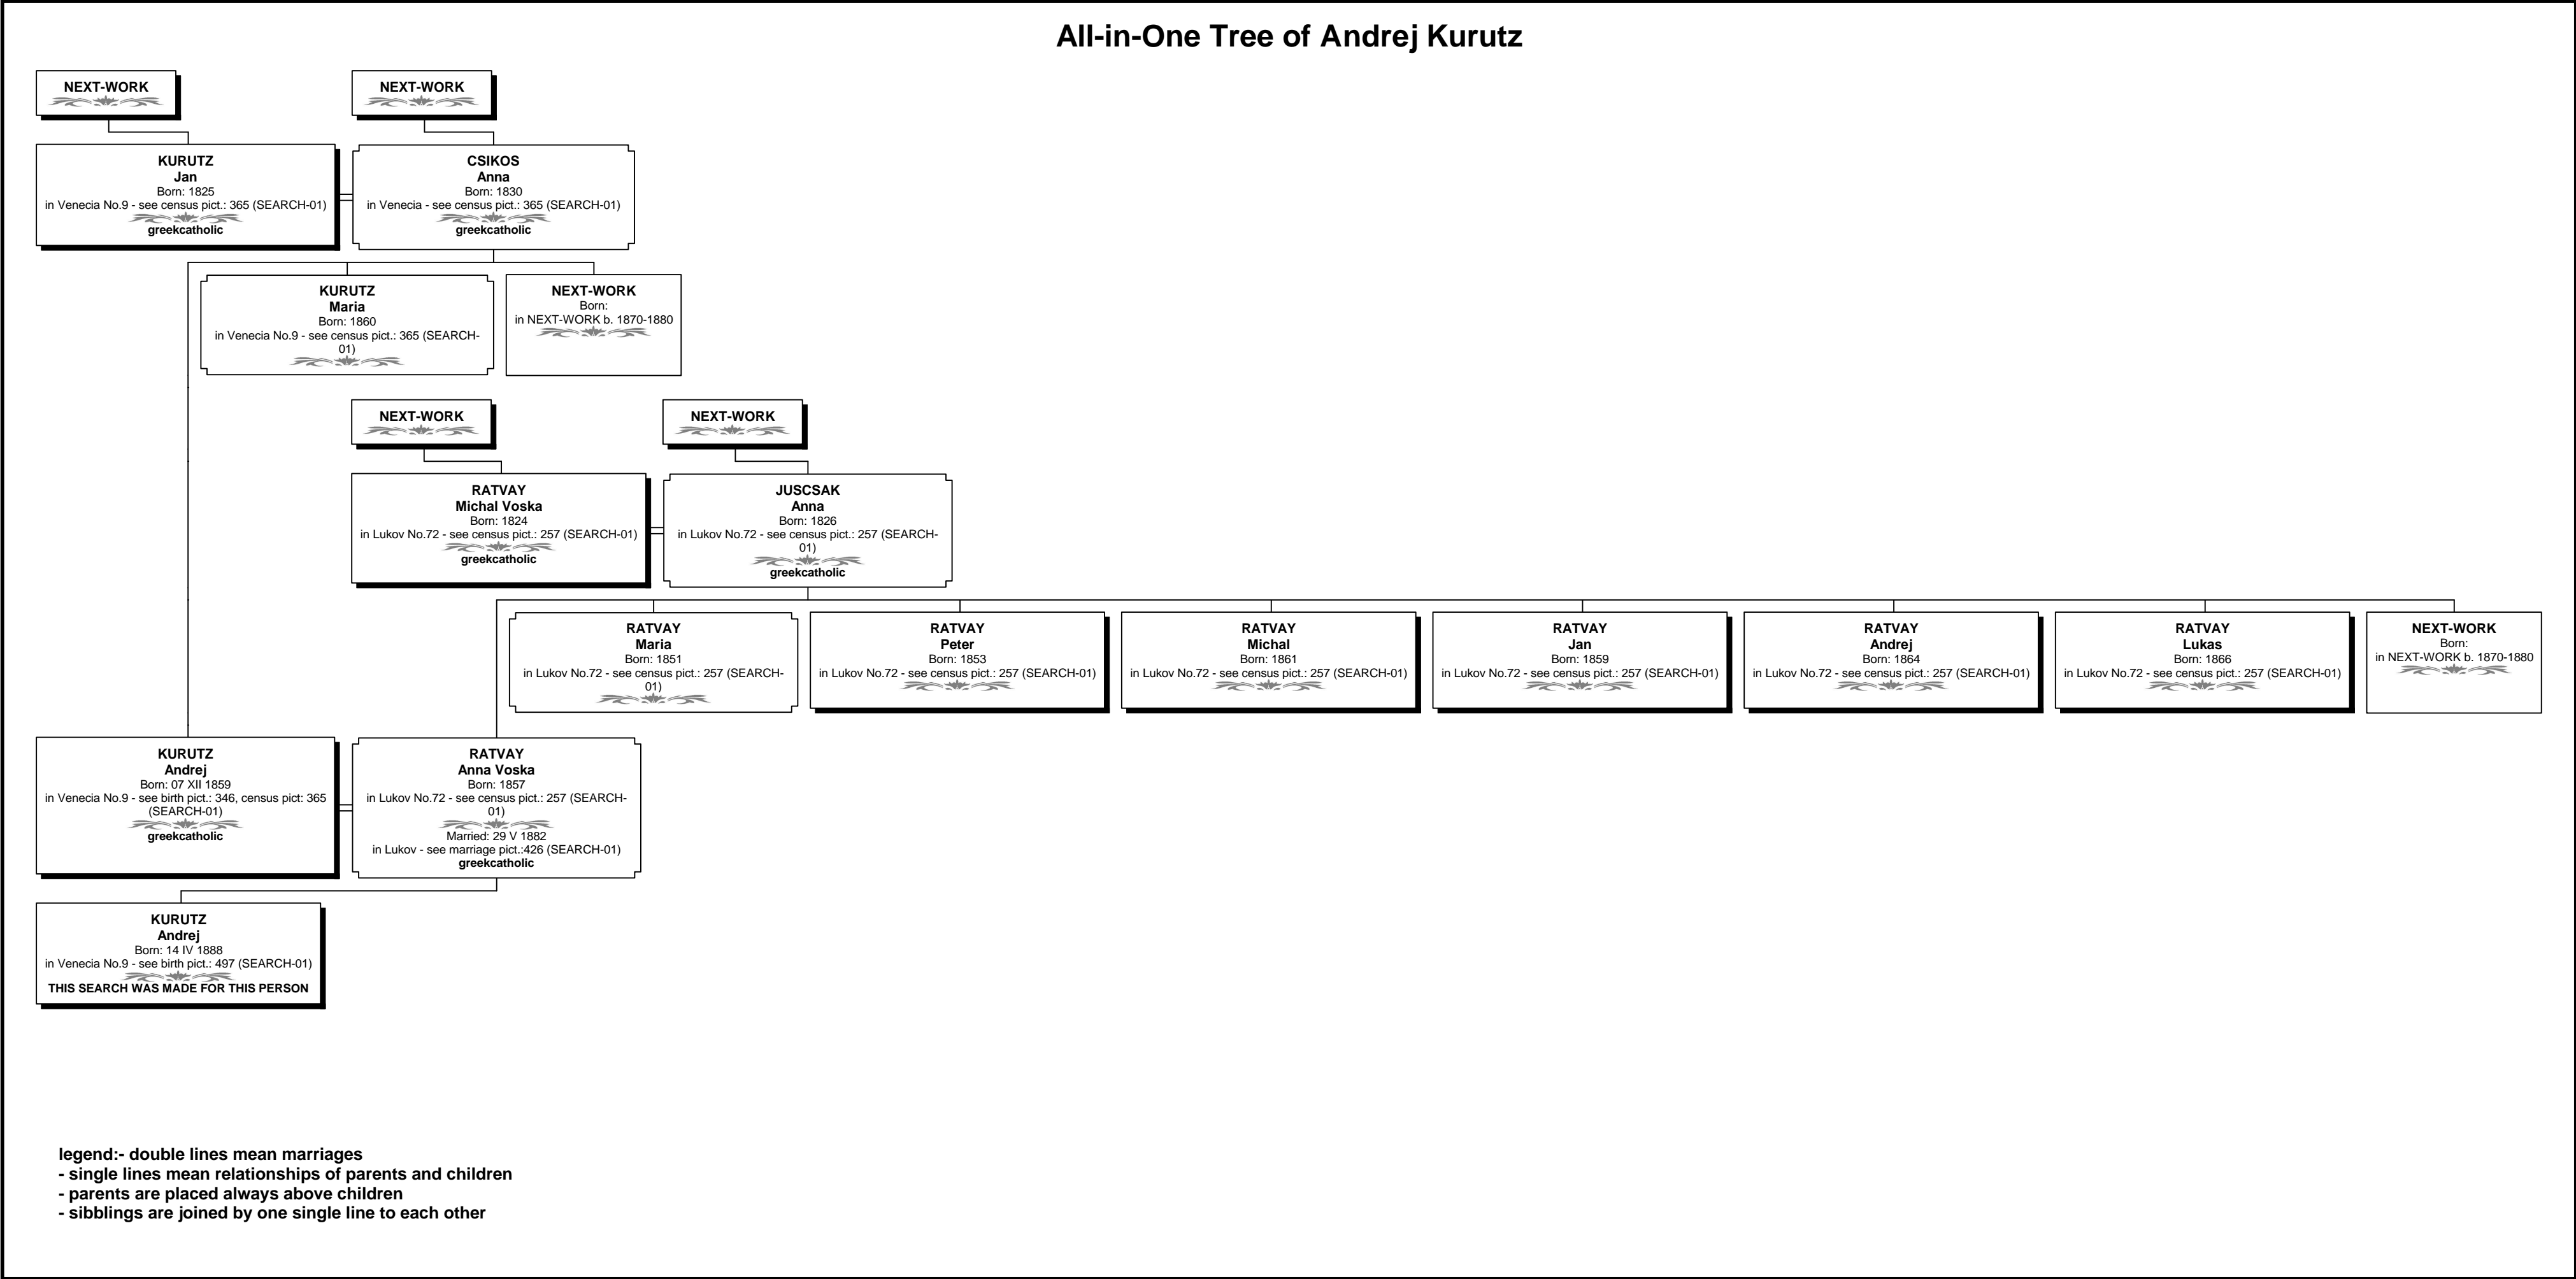 All-in-One Tree of Andrej Kurutz
NEXT-WORK
NEXT-WORK
KURUTZ
Jan
Born: 1825
in Venecia No.9 - see census pict.: 365 (SEARCH-01)
greekcatholic
CSIKOS
Anna
Born: 1830
in Venecia - see census pict.: 365 (SEARCH-01)
greekcatholic
KURUTZ
Maria
Born: 1860
in Venecia No.9 - see census pict.: 365 (SEARCH-
01)
NEXT-WORK
Born:
in NEXT-WORK b. 1870-1880
NEXT-WORK
NEXT-WORK
RATVAY
Michal Voska
Born: 1824
in Lukov No.72 - see census pict.: 257 (SEARCH-01)
greekcatholic
JUSCSAK
Anna
Born: 1826
in Lukov No.72 - see census pict.: 257 (SEARCH-
01)
greekcatholic
RATVAY
Maria
Born: 1851
in Lukov No.72 - see census pict.: 257 (SEARCH-
01)
RATVAY
Peter
Born: 1853
in Lukov No.72 - see census pict.: 257 (SEARCH-01)
RATVAY
Michal
Born: 1861
in Lukov No.72 - see census pict.: 257 (SEARCH-01)
RATVAY
Jan
Born: 1859
in Lukov No.72 - see census pict.: 257 (SEARCH-01)
RATVAY
Andrej
Born: 1864
in Lukov No.72 - see census pict.: 257 (SEARCH-01)
RATVAY
Lukas
Born: 1866
in Lukov No.72 - see census pict.: 257 (SEARCH-01)
NEXT-WORK
Born:
in NEXT-WORK b. 1870-1880
KURUTZ
Andrej
Born: 07 XII 1859
in Venecia No.9 - see birth pict.: 346, census pict: 365
(SEARCH-01)
greekcatholic
RATVAY
Anna Voska
Born: 1857
in Lukov No.72 - see census pict.: 257 (SEARCH-
01)
Married: 29 V 1882
in Lukov - see marriage pict.:426 (SEARCH-01)
greekcatholic
KURUTZ
Andrej
Born: 14 IV 1888
in Venecia No.9 - see birth pict.: 497 (SEARCH-01)
THIS SEARCH WAS MADE FOR THIS PERSON
legend:- double lines mean marriages
- single lines mean relationships of parents and children
- parents are placed always above children
- sibblings are joined by one single line to each other